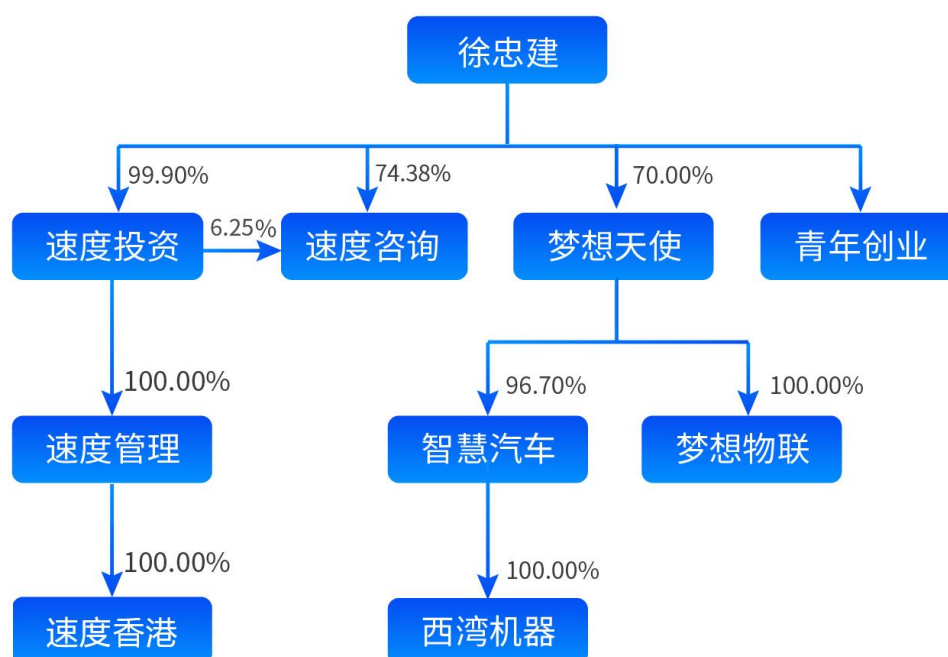 徐忠建
99.90%
74.38%
70.00%
速度投资
6.25%
速度咨询
梦想天使
青年创业
100.00%
96.70%
100.00%
速度管理
智慧汽车
梦想物联
100.00%
100.00%
速度香港
西湾机器